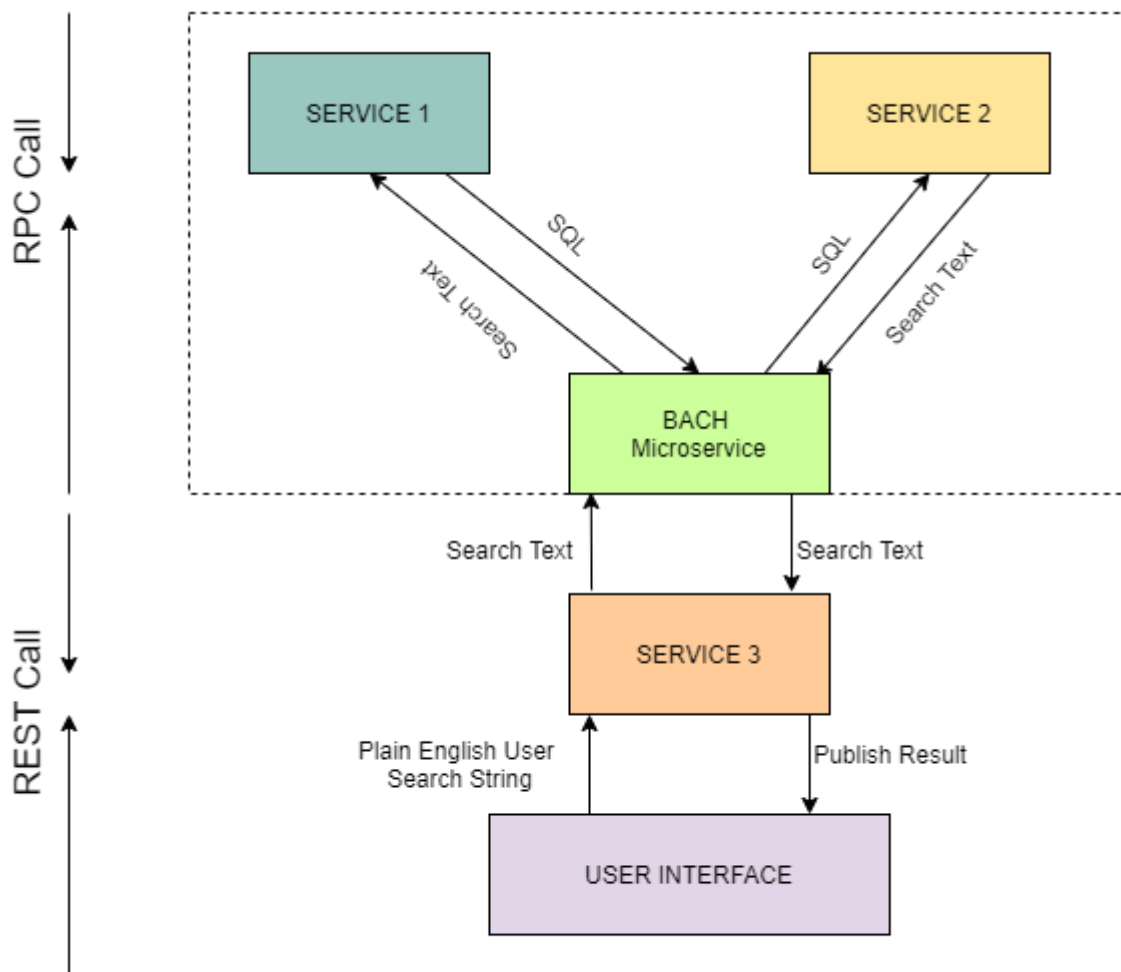 RPC Call
SERVICE 1
SERVICE 2
SQL
Search Text
SQL
Search Text
BACH
Microservice
Search Text
Search Text
REST Call
SERVICE 3
Plain English User
Search String
Publish Result
USER INTERFACE